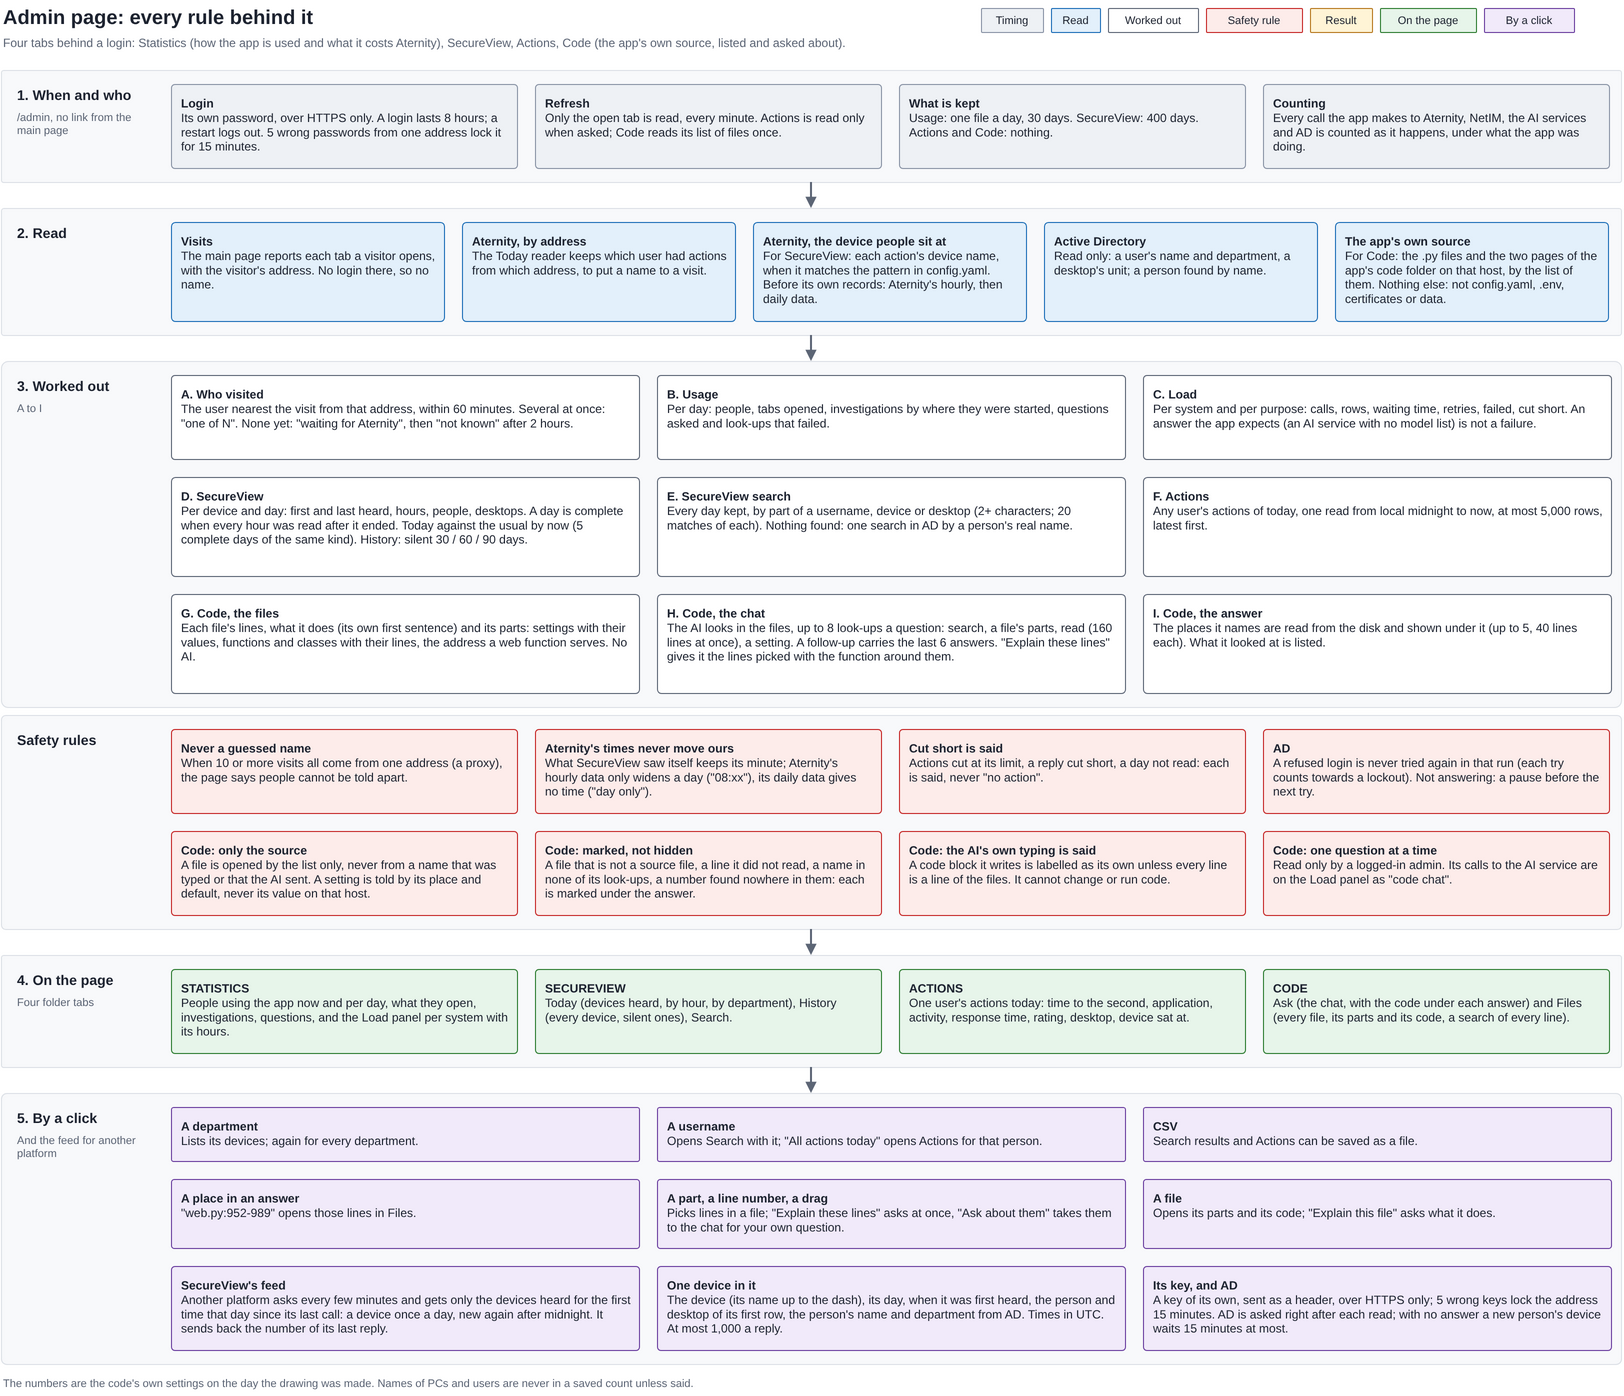 Admin page: every rule behind it
Timing
Read
Worked out
Safety rule
Result
On the page
By a click
Four tabs behind a login: Statistics (how the app is used and what it costs Aternity), SecureView, Actions, Code (the app's own source, listed and asked about).
1. When and who
/admin, no link from the
main page
Login
Its own password, over HTTPS only. A login lasts 8 hours; a
restart logs out. 5 wrong passwords from one address lock it
for 15 minutes.
Refresh
Only the open tab is read, every minute. Actions is read only
when asked; Code reads its list of files once.
What is kept
Usage: one file a day, 30 days. SecureView: 400 days.
Actions and Code: nothing.
Counting
Every call the app makes to Aternity, NetIM, the AI services
and AD is counted as it happens, under what the app was
doing.
2. Read
Visits
The main page reports each tab a visitor opens,
with the visitor's address. No login there, so no
name.
Aternity, by address
The Today reader keeps which user had actions
from which address, to put a name to a visit.
Aternity, the device people sit at
For SecureView: each action's device name,
when it matches the pattern in config.yaml.
Before its own records: Aternity's hourly, then
daily data.
Active Directory
Read only: a user's name and department, a
desktop's unit; a person found by name.
The app's own source
For Code: the .py files and the two pages of the
app's code folder on that host, by the list of
them. Nothing else: not config.yaml, .env,
certificates or data.
3. Worked out
A to I
A. Who visited
The user nearest the visit from that address, within 60 minutes. Several at once:
"one of N". None yet: "waiting for Aternity", then "not known" after 2 hours.
B. Usage
Per day: people, tabs opened, investigations by where they were started, questions
asked and look-ups that failed.
C. Load
Per system and per purpose: calls, rows, waiting time, retries, failed, cut short. An
answer the app expects (an AI service with no model list) is not a failure.
D. SecureView
Per device and day: first and last heard, hours, people, desktops. A day is complete
when every hour was read after it ended. Today against the usual by now (5
complete days of the same kind). History: silent 30 / 60 / 90 days.
E. SecureView search
Every day kept, by part of a username, device or desktop (2+ characters; 20
matches of each). Nothing found: one search in AD by a person's real name.
F. Actions
Any user's actions of today, one read from local midnight to now, at most 5,000 rows,
latest first.
G. Code, the files
Each file's lines, what it does (its own first sentence) and its parts: settings with their
values, functions and classes with their lines, the address a web function serves. No
AI.
H. Code, the chat
The AI looks in the files, up to 8 look-ups a question: search, a file's parts, read (160
lines at once), a setting. A follow-up carries the last 6 answers. "Explain these lines"
gives it the lines picked with the function around them.
I. Code, the answer
The places it names are read from the disk and shown under it (up to 5, 40 lines
each). What it looked at is listed.
Safety rules
Never a guessed name
When 10 or more visits all come from one address (a proxy),
the page says people cannot be told apart.
Aternity's times never move ours
What SecureView saw itself keeps its minute; Aternity's
hourly data only widens a day ("08:xx"), its daily data gives
no time ("day only").
Cut short is said
Actions cut at its limit, a reply cut short, a day not read: each
is said, never "no action".
AD
A refused login is never tried again in that run (each try
counts towards a lockout). Not answering: a pause before the
next try.
Code: only the source
A file is opened by the list only, never from a name that was
typed or that the AI sent. A setting is told by its place and
default, never its value on that host.
Code: marked, not hidden
A file that is not a source file, a line it did not read, a name in
none of its look-ups, a number found nowhere in them: each
is marked under the answer.
Code: the AI's own typing is said
A code block it writes is labelled as its own unless every line
is a line of the files. It cannot change or run code.
Code: one question at a time
Read only by a logged-in admin. Its calls to the AI service are
on the Load panel as "code chat".
4. On the page
Four folder tabs
STATISTICS
People using the app now and per day, what they open,
investigations, questions, and the Load panel per system with
its hours.
SECUREVIEW
Today (devices heard, by hour, by department), History
(every device, silent ones), Search.
ACTIONS
One user's actions today: time to the second, application,
activity, response time, rating, desktop, device sat at.
CODE
Ask (the chat, with the code under each answer) and Files
(every file, its parts and its code, a search of every line).
5. By a click
And the feed for another
platform
A department
Lists its devices; again for every department.
A username
Opens Search with it; "All actions today" opens Actions for that person.
CSV
Search results and Actions can be saved as a file.
A place in an answer
"web.py:952-989" opens those lines in Files.
A part, a line number, a drag
Picks lines in a file; "Explain these lines" asks at once, "Ask about them" takes them
to the chat for your own question.
A file
Opens its parts and its code; "Explain this file" asks what it does.
SecureView's feed
Another platform asks every few minutes and gets only the devices heard for the first
time that day since its last call: a device once a day, new again after midnight. It
sends back the number of its last reply.
One device in it
The device (its name up to the dash), its day, when it was first heard, the person and
desktop of its first row, the person's name and department from AD. Times in UTC.
At most 1,000 a reply.
Its key, and AD
A key of its own, sent as a header, over HTTPS only; 5 wrong keys lock the address
15 minutes. AD is asked right after each read; with no answer a new person's device
waits 15 minutes at most.
The numbers are the code's own settings on the day the drawing was made. Names of PCs and users are never in a saved count unless said.